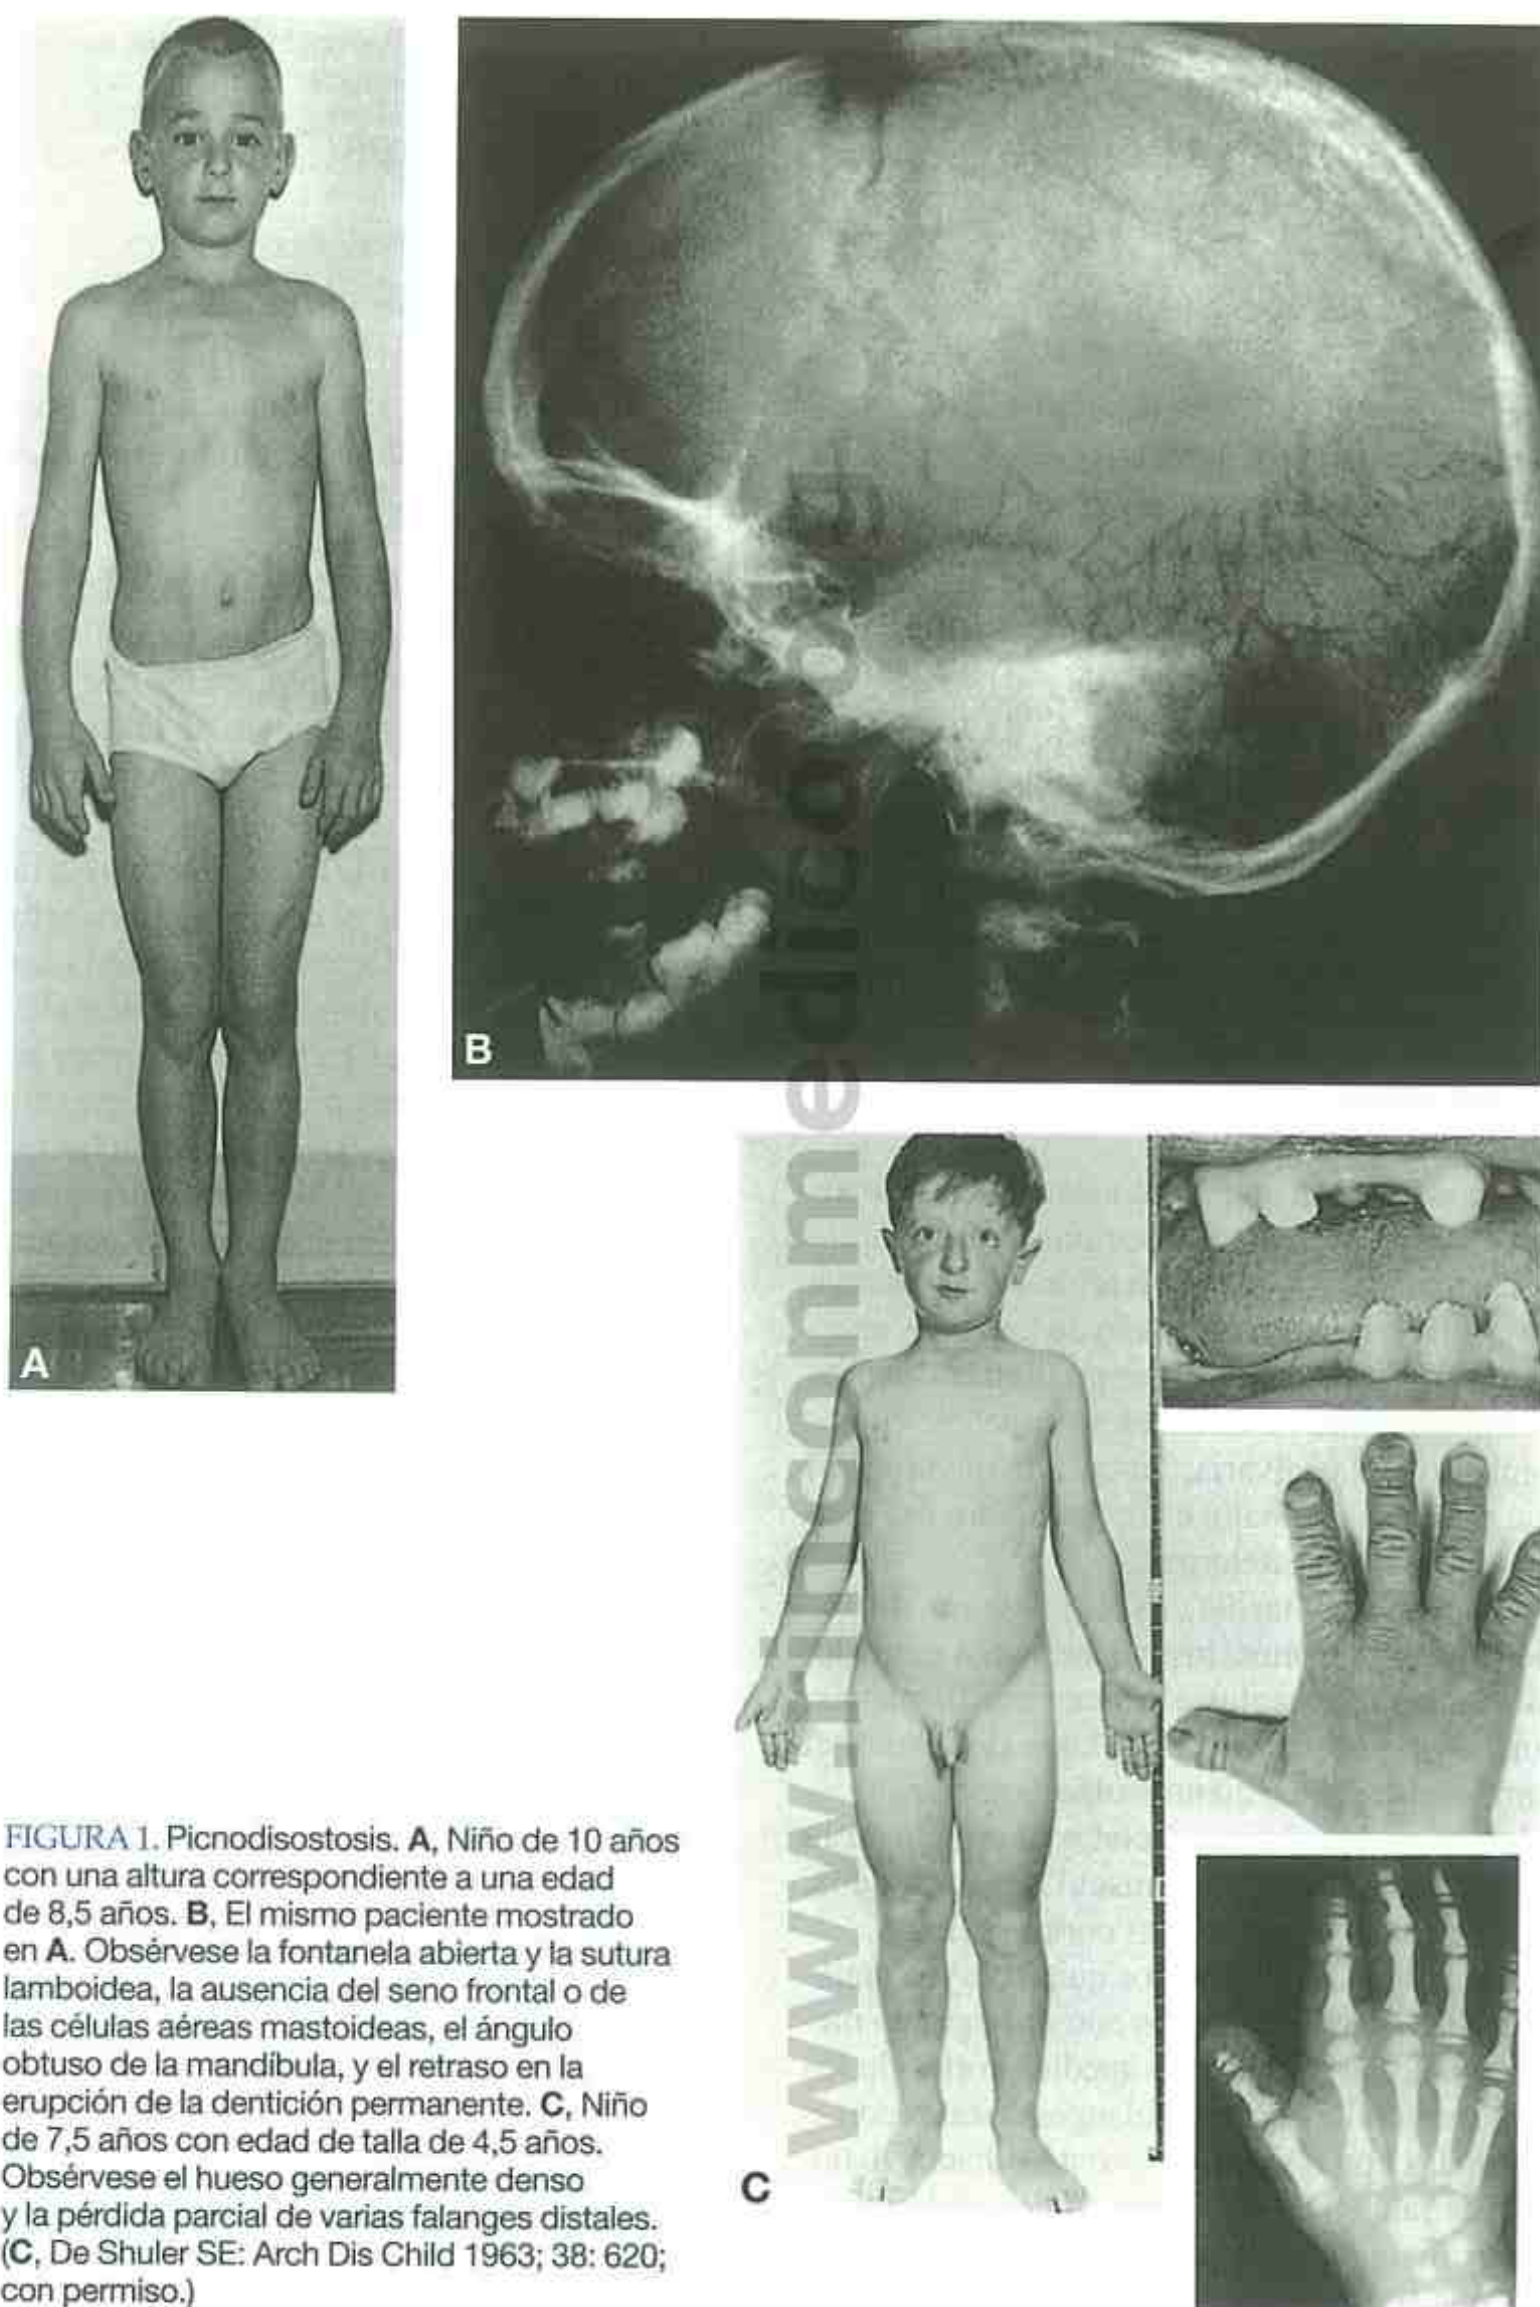 A
B
C
www.rinconmedico.org
FIGURA 1. Picnodisostosis. A, Niño de 10 años
con una altura correspondiente a una edad
de 8,5 años. B, El mismo paciente mostrado
en A. Obsérvese la fontanela abierta y la sutura
lamboidea, la ausencia del seno frontal o de
las células aéreas mastoideas, el ángulo
obtuso de la mandíbula, y el retraso en la
erupción de la dentición permanente. C, Niño
de 7,5 años con edad de talla de 4,5 años.
Obsérvese el hueso generalmente denso
y la pérdida parcial de varias falanges distales.
(C, De Shuler SE: Arch Dis Child 1963; 38: 620;
con permiso.)